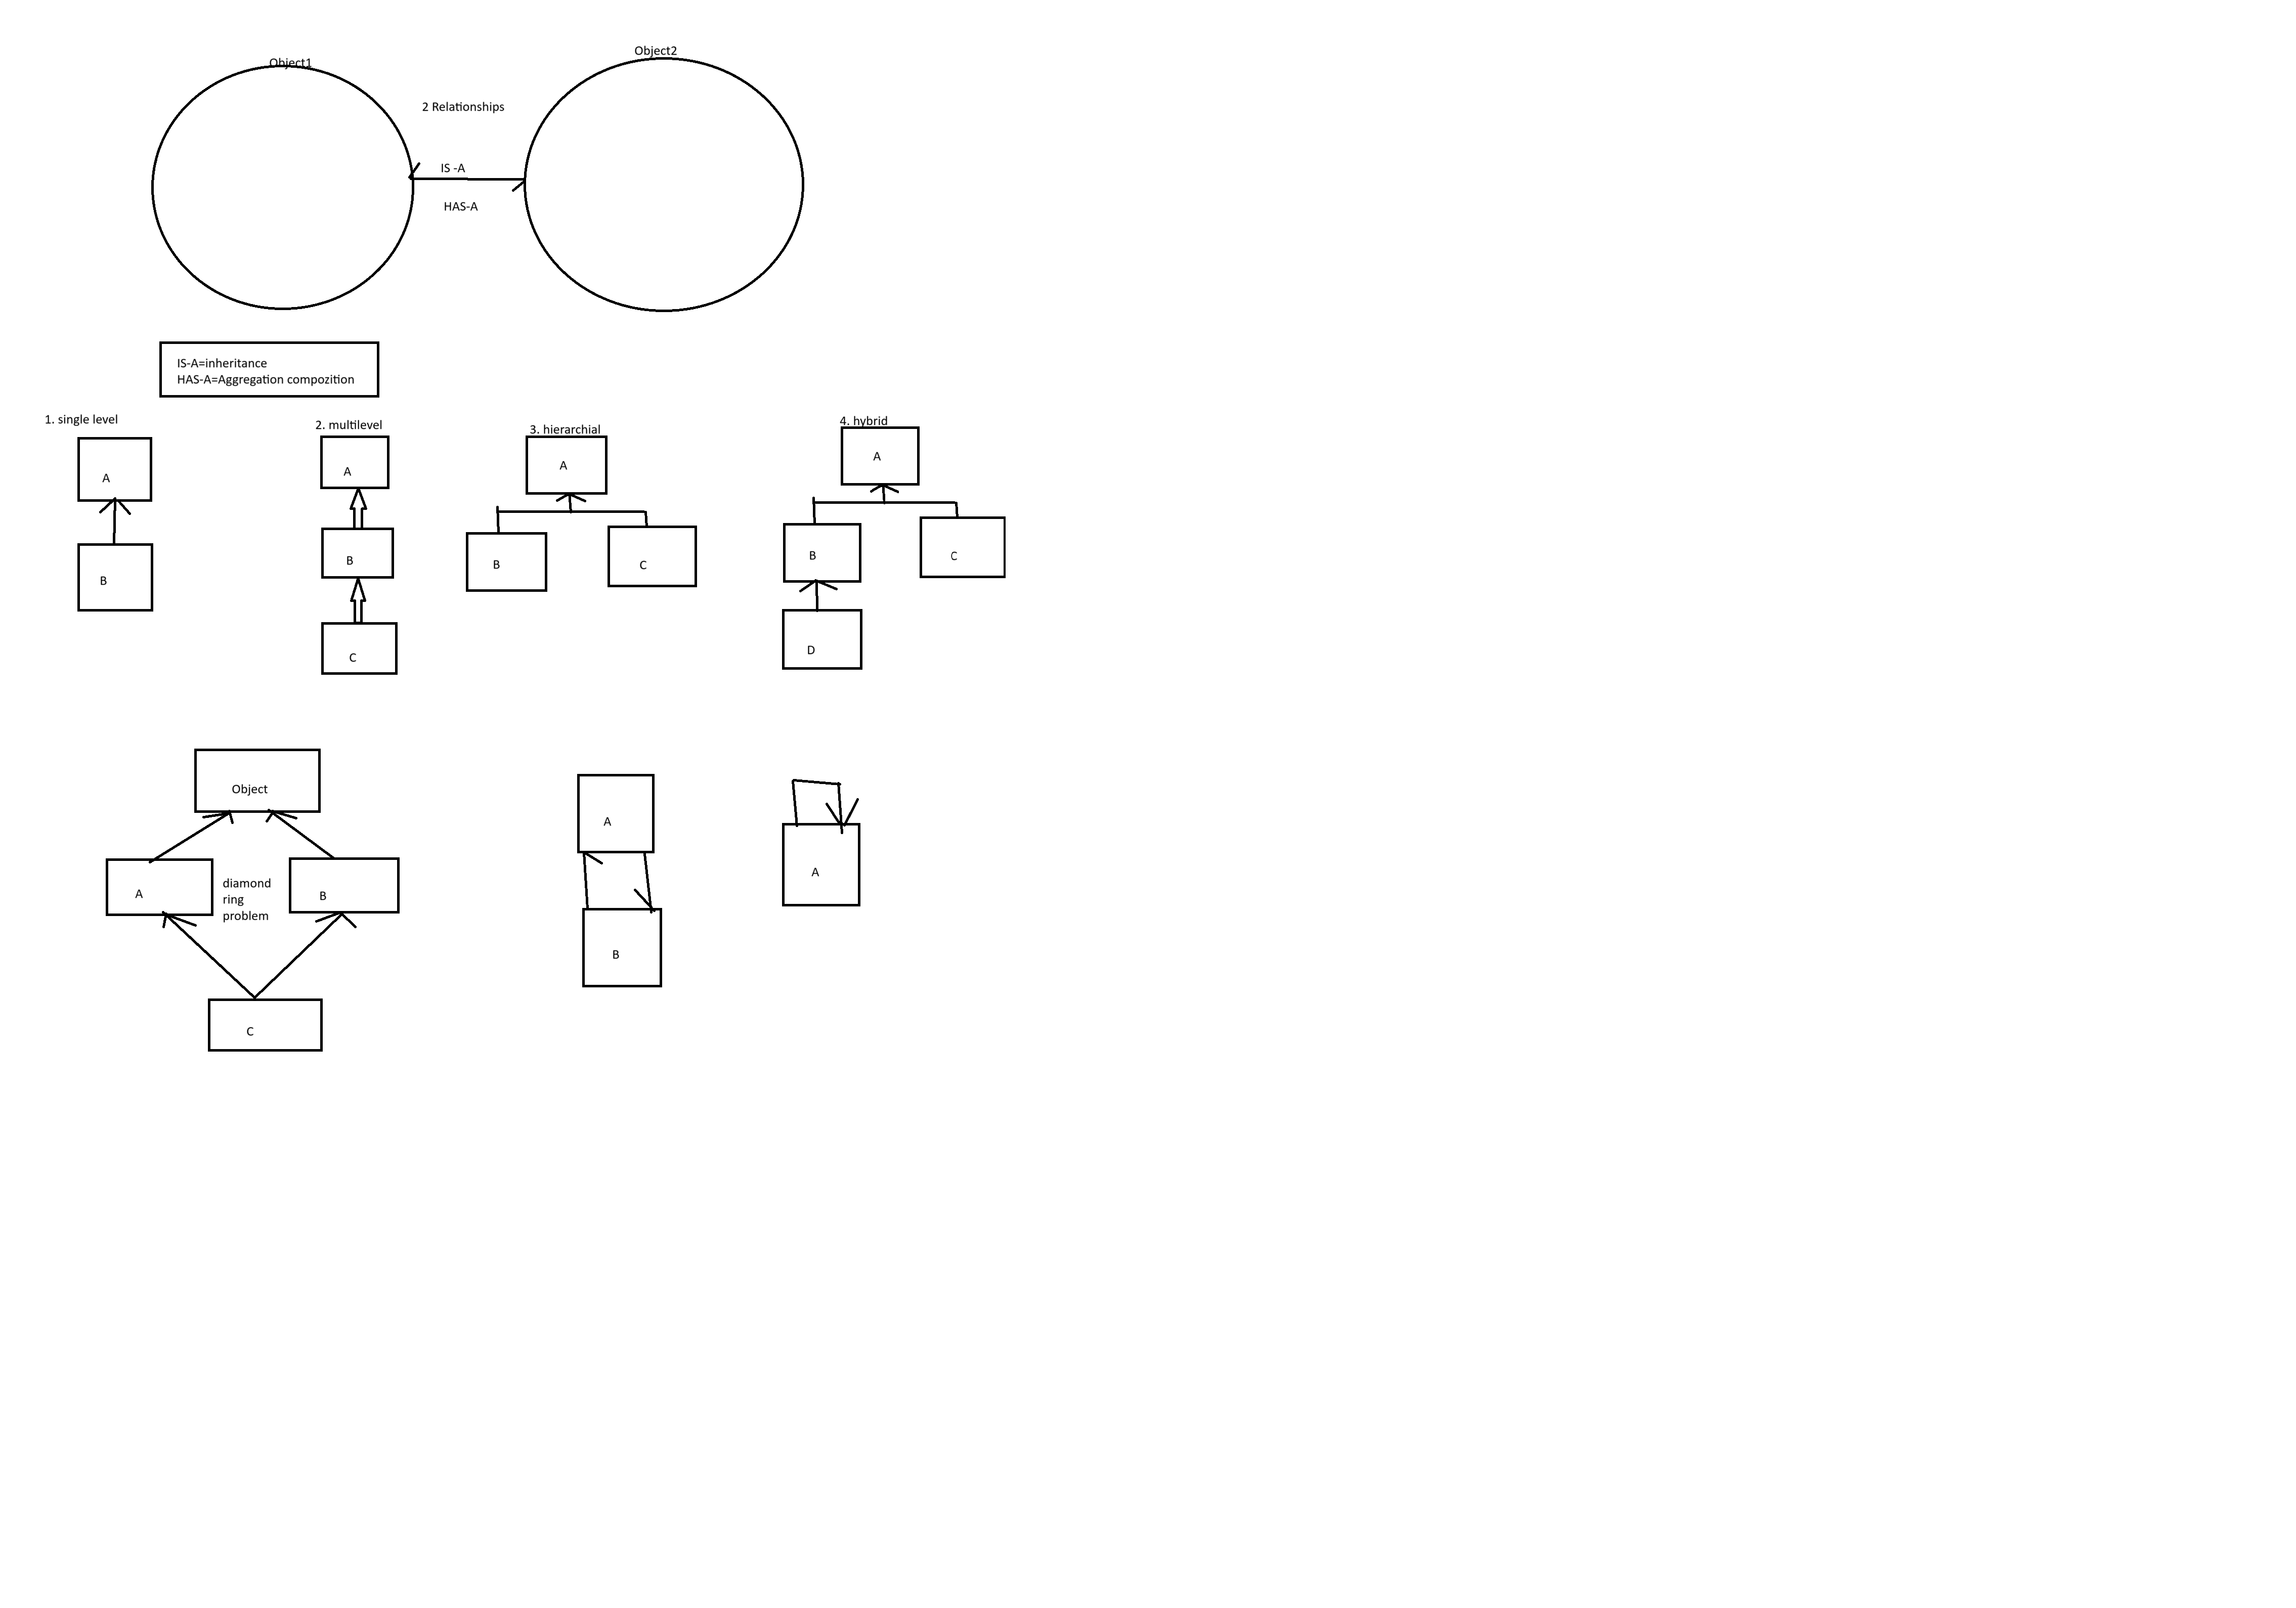 Object1
Object2
2 Relationships
IS -A
HAS-A
IS-A=inheritance
HAS-A=Aggregation compozition
1. single level
A
B
2. multilevel
A
B
C
3. hierarchial
A
B
C
4. hybrid
A
B
C
D
Object
A
diamond
ring
problem
B
C
A
B
A